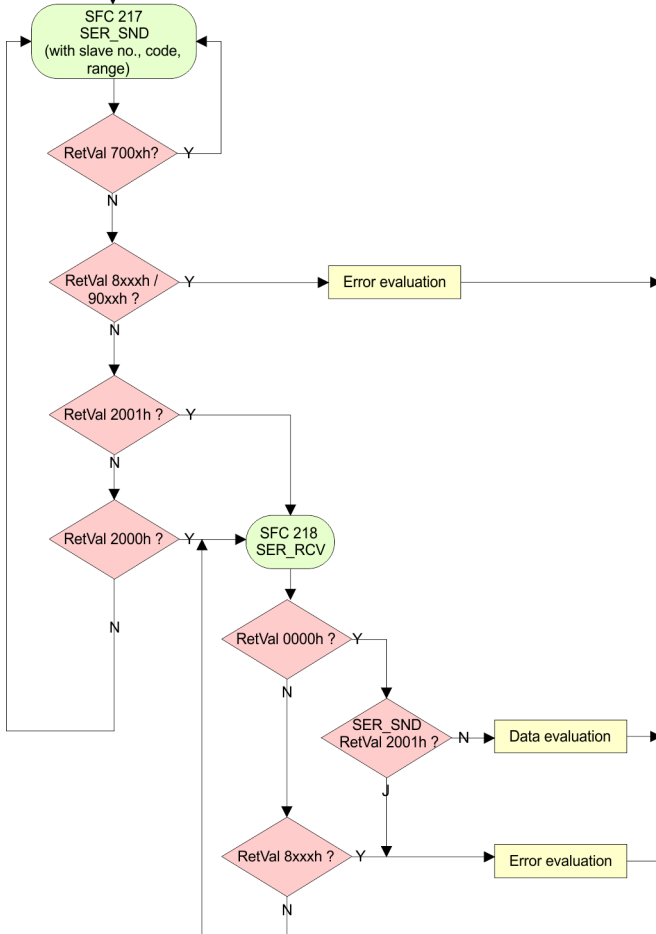 SFC 217
SER_SND
(with slave no., code,
range)
RetVal 700xh?
Y
N
RetVal 8xxxh /
90xxh ?
Y
Error evaluation
N
RetVal 2001h ?
Y
N
RetVal 2000h ?
Y
SFC 218
SER_RCV
N
RetVal 0000h ?
Y
N
SER_SND
RetVal 2001h ?
N
Data evaluation
J
RetVal 8xxxh ?
Y
Error evaluation
N